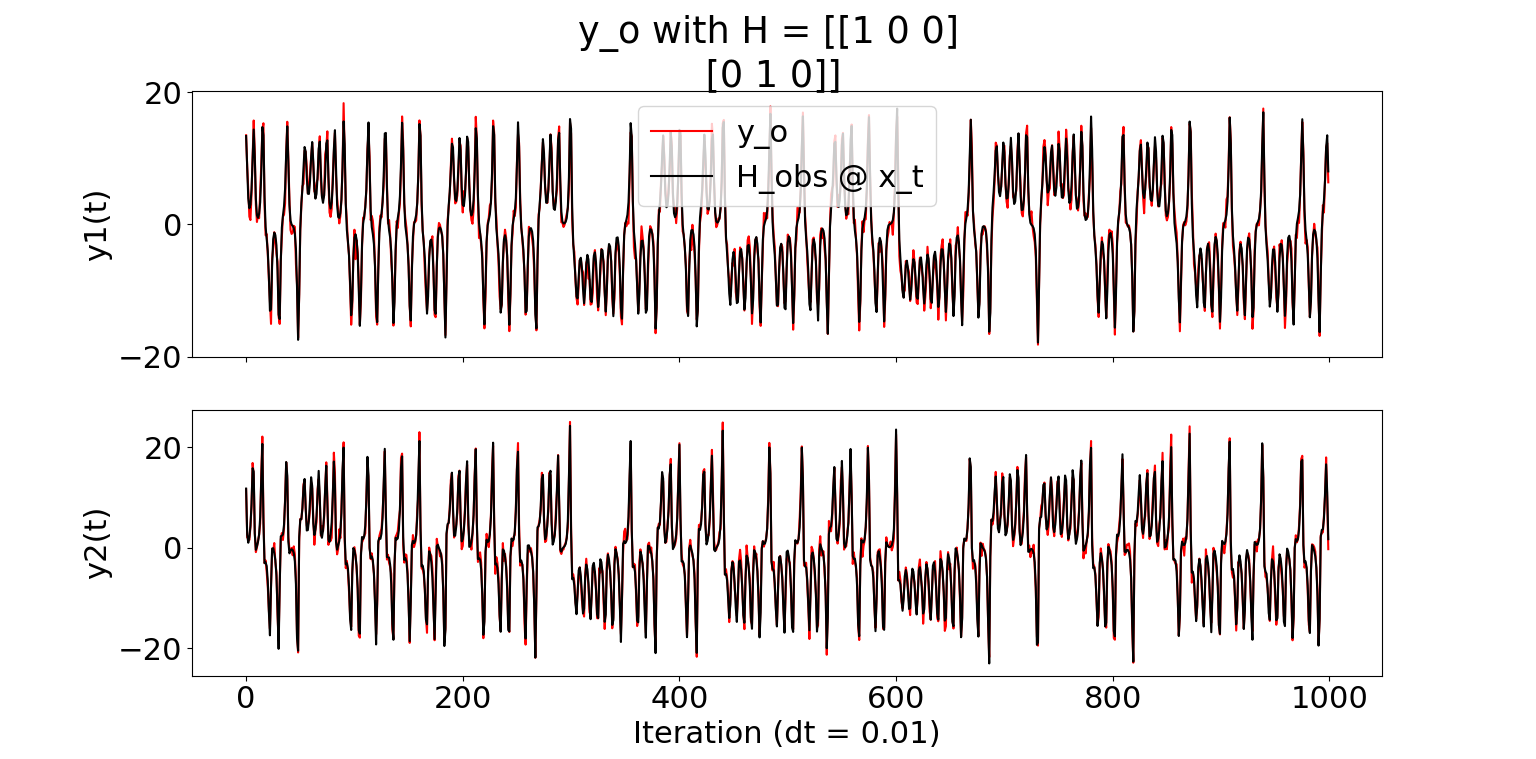 y_o with H = [[1 0 0]
[0 1 0]]
y_o
H_obs @ x_t
y1(t)
20
0
−20
y2(t)
20
0
−20
0 200 400 600 800 1000
Iteration (dt = 0.01)